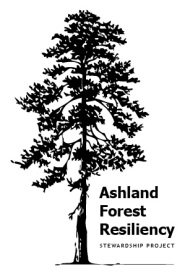 Ashland
Forest
Resiliency
STEWARDSHIP PROJECT